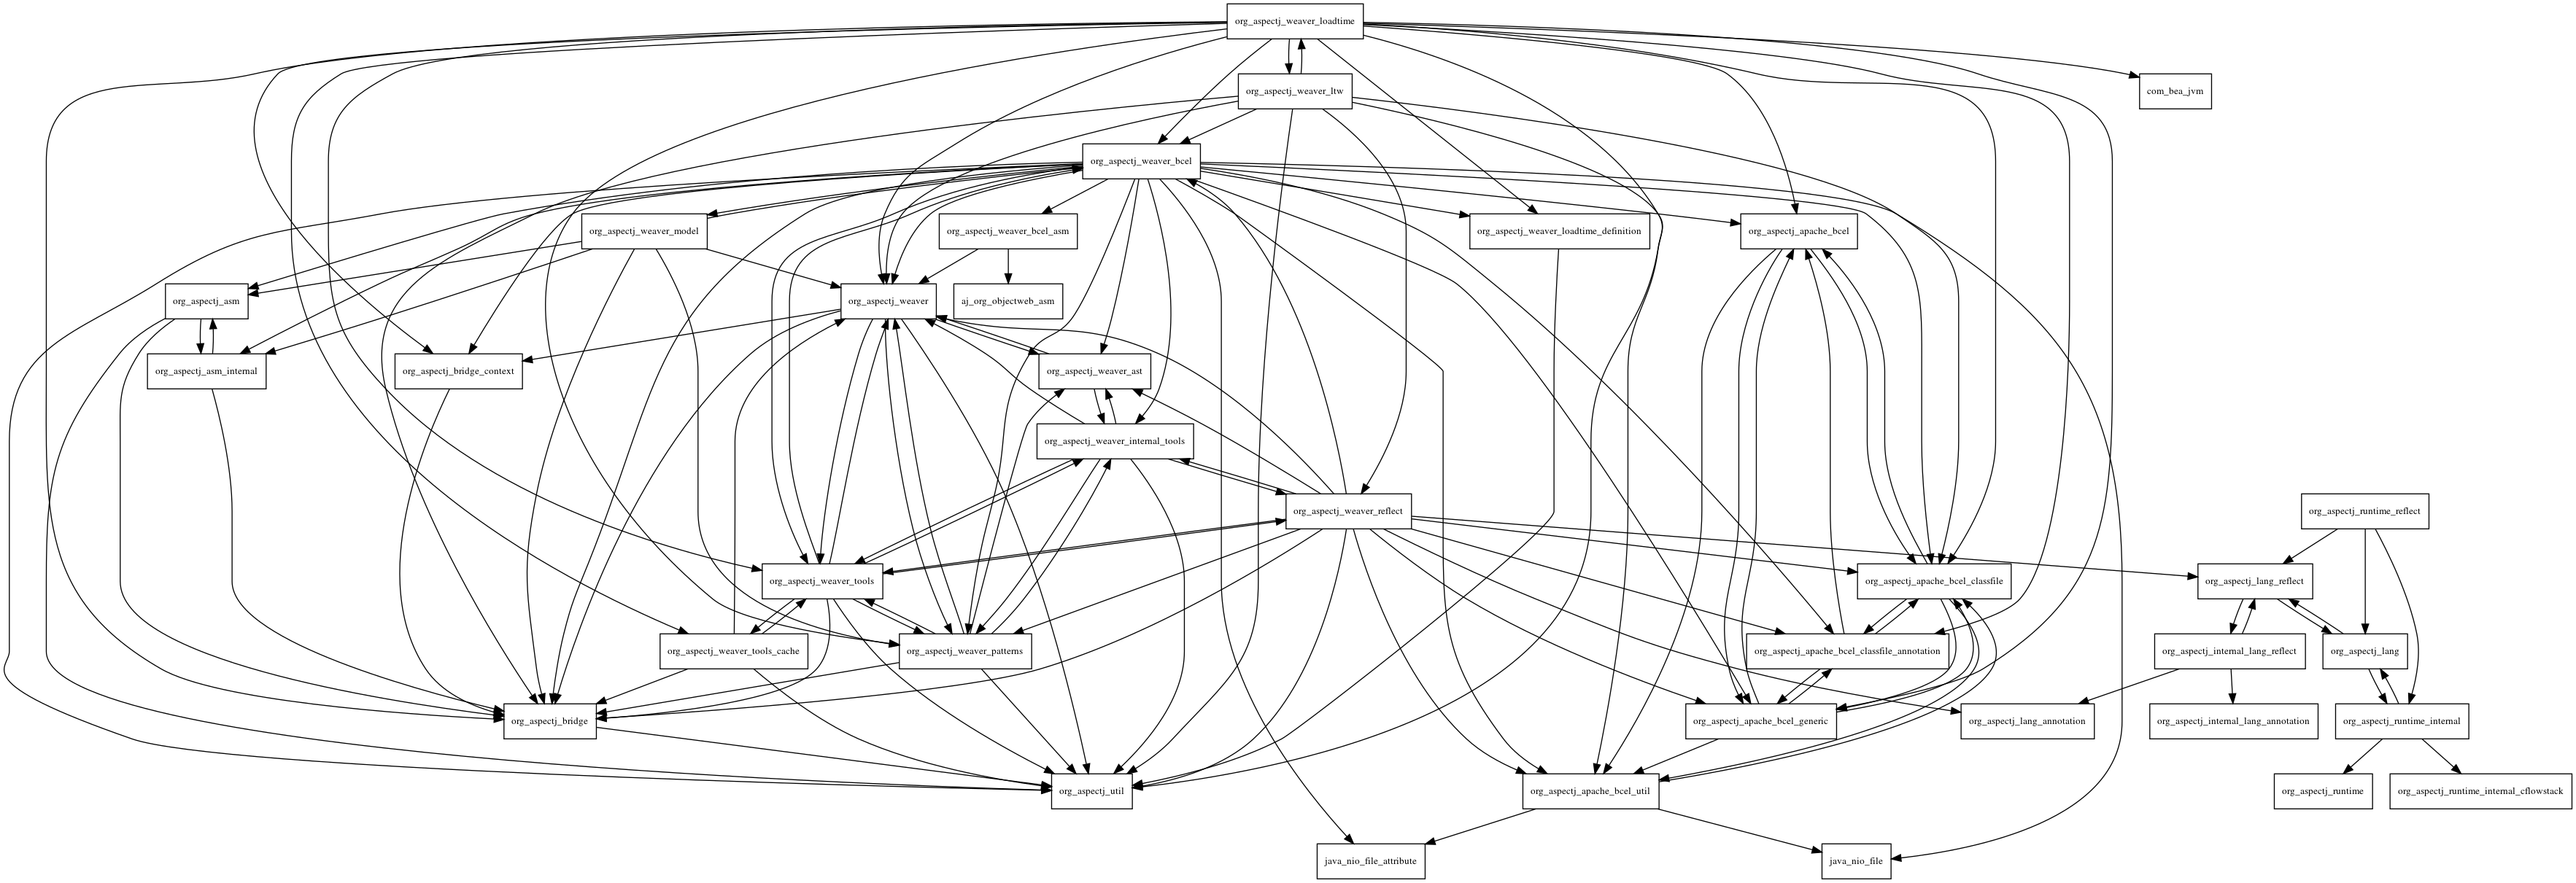 org_aspectj_weaver_loadtime
org_aspectj_weaver_ltw
com_bea_jvm
org_aspectj_weaver_bcel
org_aspectj_weaver_model
org_aspectj_weaver_bcel_asm
org_aspectj_weaver_loadtime_definition
org_aspectj_apache_bcel
org_aspectj_asm
org_aspectj_weaver
aj_org_objectweb_asm
org_aspectj_asm_internal
org_aspectj_bridge_context
org_aspectj_weaver_ast
org_aspectj_weaver_internal_tools
org_aspectj_weaver_reflect
org_aspectj_runtime_reflect
org_aspectj_weaver_tools
org_aspectj_apache_bcel_classfile
org_aspectj_lang_reflect
org_aspectj_weaver_tools_cache
org_aspectj_weaver_patterns
org_aspectj_apache_bcel_classfile_annotation
org_aspectj_internal_lang_reflect
org_aspectj_lang
org_aspectj_bridge
org_aspectj_apache_bcel_generic
org_aspectj_lang_annotation
org_aspectj_internal_lang_annotation
org_aspectj_runtime_internal
org_aspectj_util
org_aspectj_apache_bcel_util
org_aspectj_runtime
org_aspectj_runtime_internal_cflowstack
java_nio_file_attribute
java_nio_file